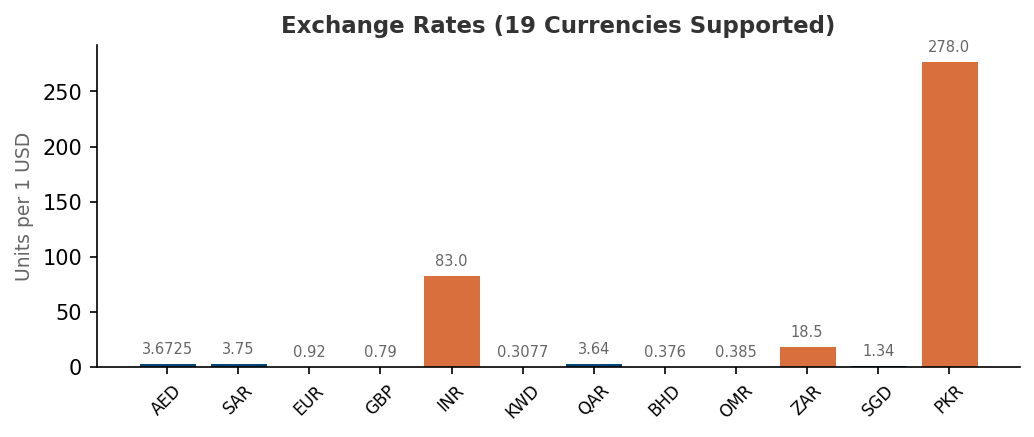 Exchange Rates (19 Currencies Supported)
Units per 1 USD
250
200
150
100
50
0
3.6725
3.75
0.92
0.79
83.0
0.3077
3.64
0.376
0.385
18.5
1.34
278.0
AED
SAR
EUR
GBP
INR
KWD
QAR
BHD
OMR
ZAR
SGD
PKR